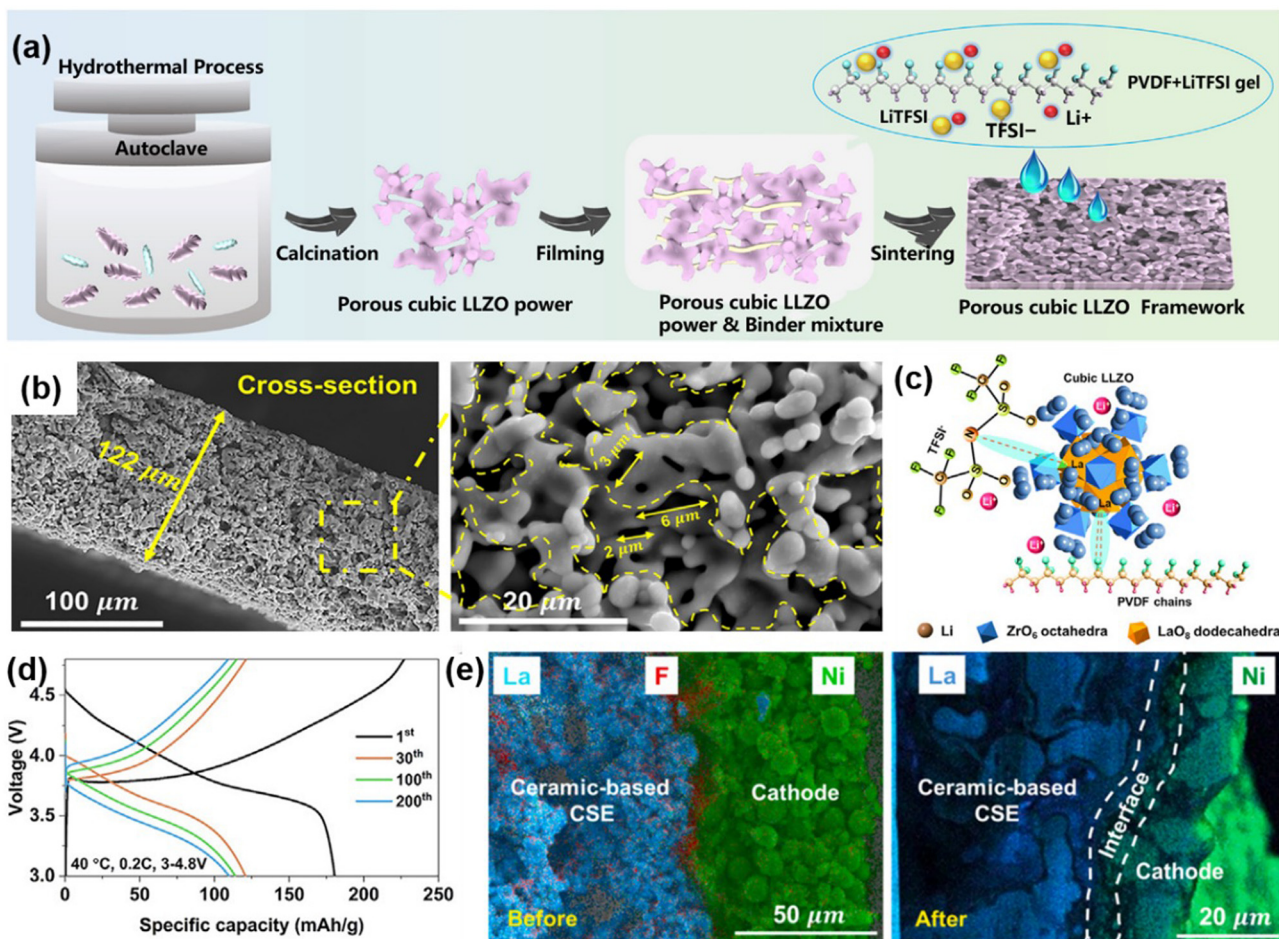 (a)
Hydrothermal Process
Autoclave
Calcination
Porous cubic LLZO power
Filming
Porous cubic LLZO
power & Binder mixture
Sintering
Porous cubic LLZO Framework
PVDF+LiTFSI gel
LiTFSI
TFSI−
Li+
(b)
Cross-section
122 μm
100 μm
3 μm
6 μm
2 μm
20 μm
(c)
Cubic LLZO
TFSI-
F
F
F
C
S
O
O
N
S
O
O
F
F
C
F
Li+
Li+
Li+
Li+
La
La
PVDF chains
Li
ZrO6 octahedra
LaO8 dodecahedra
(d)
Voltage (V)
4.5
4.0
3.5
3.0
1st
30th
100th
200th
40 °C, 0.2C, 3-4.8V
0 50 100 150 200 250
Specific capacity (mAh/g)
(e)
La
F
Ni
Ceramic-based
CSE
Cathode
Before
50 μm
La
Ni
Ceramic-based
CSE
Interface
Cathode
After
20 μm